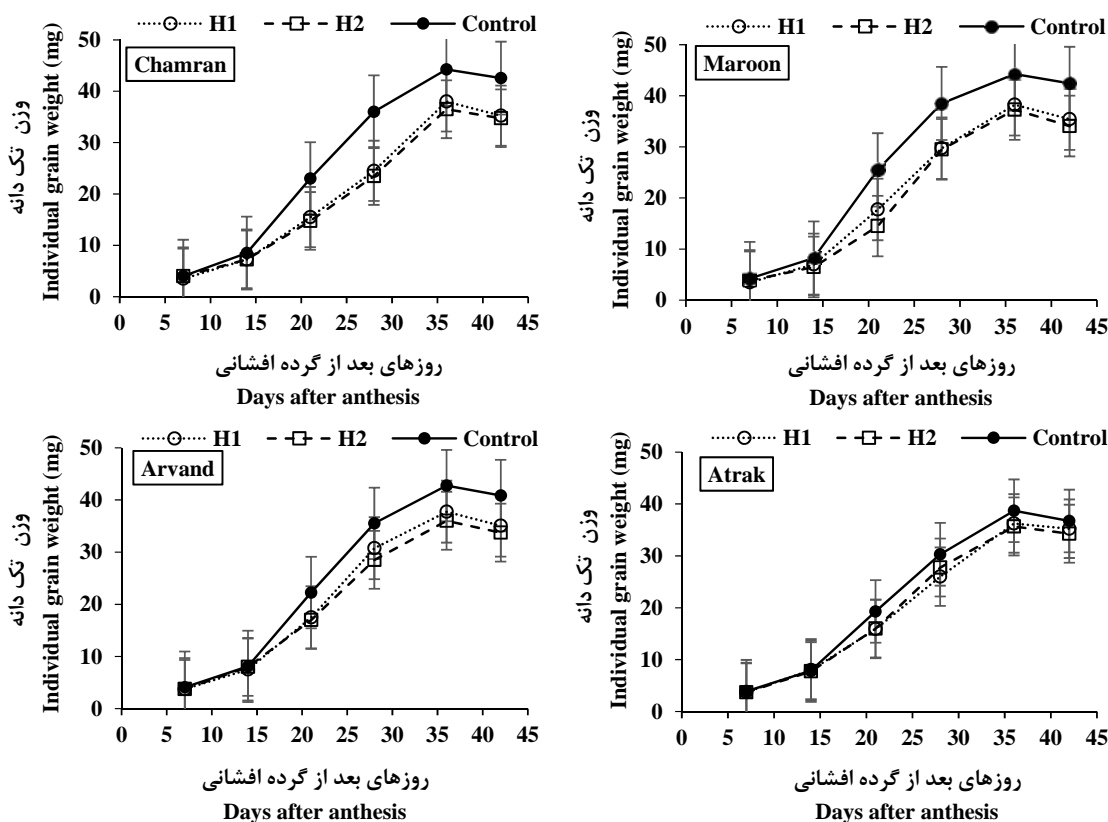 H1 H2 Control
Chamran
وزن تک دانه
Individual grain weight (mg)
50
40
30
20
10
0
0 5 10 15 20 25 30 35 40 45
روزهای بعد از گرده افشانی
Days after anthesis
H1 H2 Control
Maroon
وزن تک دانه
Individual grain weight (mg)
50
40
30
20
10
0
0 5 10 15 20 25 30 35 40 45
روزهای بعد از گرده افشانی
Days after anthesis
H1 H2 Control
Arvand
وزن تک دانه
Individual grain weight (mg)
50
40
30
20
10
0
0 5 10 15 20 25 30 35 40 45
روزهای بعد از گرده افشانی
Days after anthesis
H1 H2 Control
Atrak
وزن تک دانه
Individual grain weight (mg)
50
40
30
20
10
0
0 5 10 15 20 25 30 35 40 45
روزهای بعد از گرده افشانی
Days after anthesis